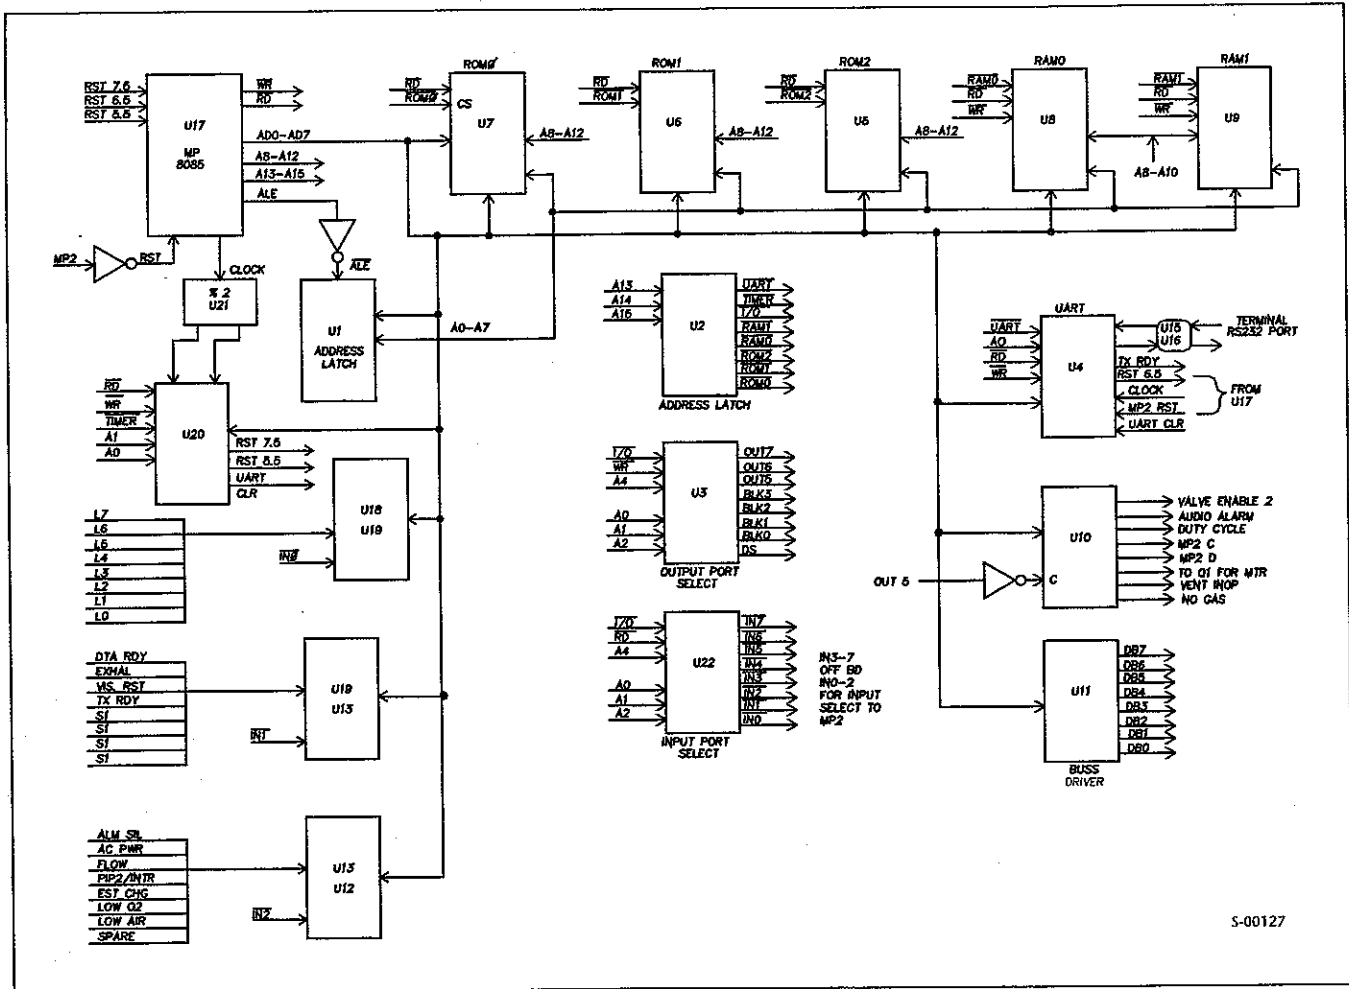 ROM0
ROM1
ROM2
RAM0
RAM1
RST 7.5
RST 6.5
RST 5.5
U17
MP
8085
WR
RD
AD0-AD7
A8-A12
A13-A15
ALE
RD
ROM0
CS
U7
A8-A12
RD
ROM1
U6
A8-A12
RD
ROM2
U5
A8-A12
RAM0
RD
WR
U8
RAM1
RD
WR
U9
A8-A10
MP2
RST
CLOCK
% 2
U21
ALE
U1
ADDRESS
LATCH
A0-A7
A13
A14
A15
U2
UART
TIMER
I/O
RAM1
RAM0
ROM2
ROM1
ROM0
ADDRESS LATCH
UART
UART
A0
RD
WR
U4
U15
U16
TERMINAL
RS232 PORT
TX RDY
RST 6.5
CLOCK
MP2 RST
UART CLR
FROM
U17
RD
WR
TIMER
A1
A0
U20
RST 7.5
RST 5.5
UART
CLR
L7
L6
L5
L4
L3
L2
L1
L0
IN0
U18
U19
I/O
WR
A4
A0
A1
A2
U3
OUT7
OUT6
OUT5
BLK3
BLK2
BLK1
BLK0
DS
OUTPUT PORT
SELECT
OUT 5
C
U10
VALVE ENABLE 2
AUDIO ALARM
DUTY CYCLE
MP2 C
MP2 D
TO Q1 FOR MTR
VENT INOP
NO GAS
DTA RDY
EXHAL
VIS. RST
TX RDY
S1
S1
S1
S1
IN1
U19
U13
I/O
RD
A4
A0
A1
A2
U22
IN7
IN6
IN5
IN4
IN3
IN2
IN1
IN0
INPUT PORT
SELECT
IN3-7
OFF BD
IN0-2
FOR INPUT
SELECT TO
MP2
U11
DB7
DB6
DB5
DB4
DB3
DB2
DB1
DB0
BUSS
DRIVER
ALM SIL
AC PWR
FLOW
PIP2/INTR
EST CHG
LOW O2
LOW AIR
SPARE
IN2
U13
U12
S-00127